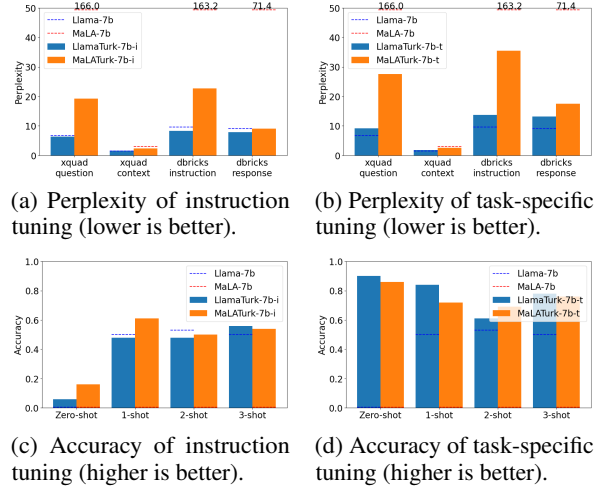 166.0 163.2 71.4
50
40
30
20
10
0
Perplexity
Llama-7b
MaLA-7b
LlamaTurk-7b-i
MaLATurk-7b-i
xquad question
xquad context
dbricks instruction
dbricks response
(a) Perplexity of instruction
tuning (lower is better).
166.0 163.2 71.4
50
40
30
20
10
0
Perplexity
Llama-7b
MaLA-7b
LlamaTurk-7b-t
MaLATurk-7b-t
xquad question
xquad context
dbricks instruction
dbricks response
(b) Perplexity of task-specific
tuning (lower is better).
1.0
0.8
0.6
0.4
0.2
0.0
Accuracy
Llama-7b
MaLA-7b
LlamaTurk-7b-i
MaLATurk-7b-i
Zero-shot 1-shot 2-shot 3-shot
(c) Accuracy of instruction
tuning (higher is better).
1.0
0.8
0.6
0.4
0.2
0.0
Accuracy
Llama-7b
MaLA-7b
LlamaTurk-7b-t
MaLATurk-7b-t
Zero-shot 1-shot 2-shot 3-shot
(d) Accuracy of task-specific
tuning (higher is better).